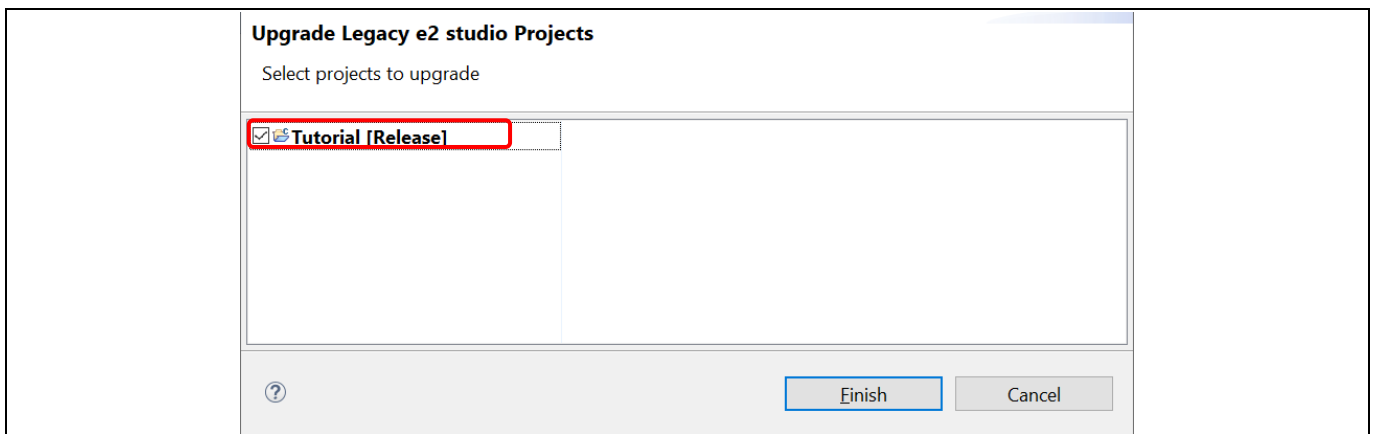 Upgrade Legacy e2 studio Projects
Select projects to upgrade
Tutorial [Release]
Finish Cancel